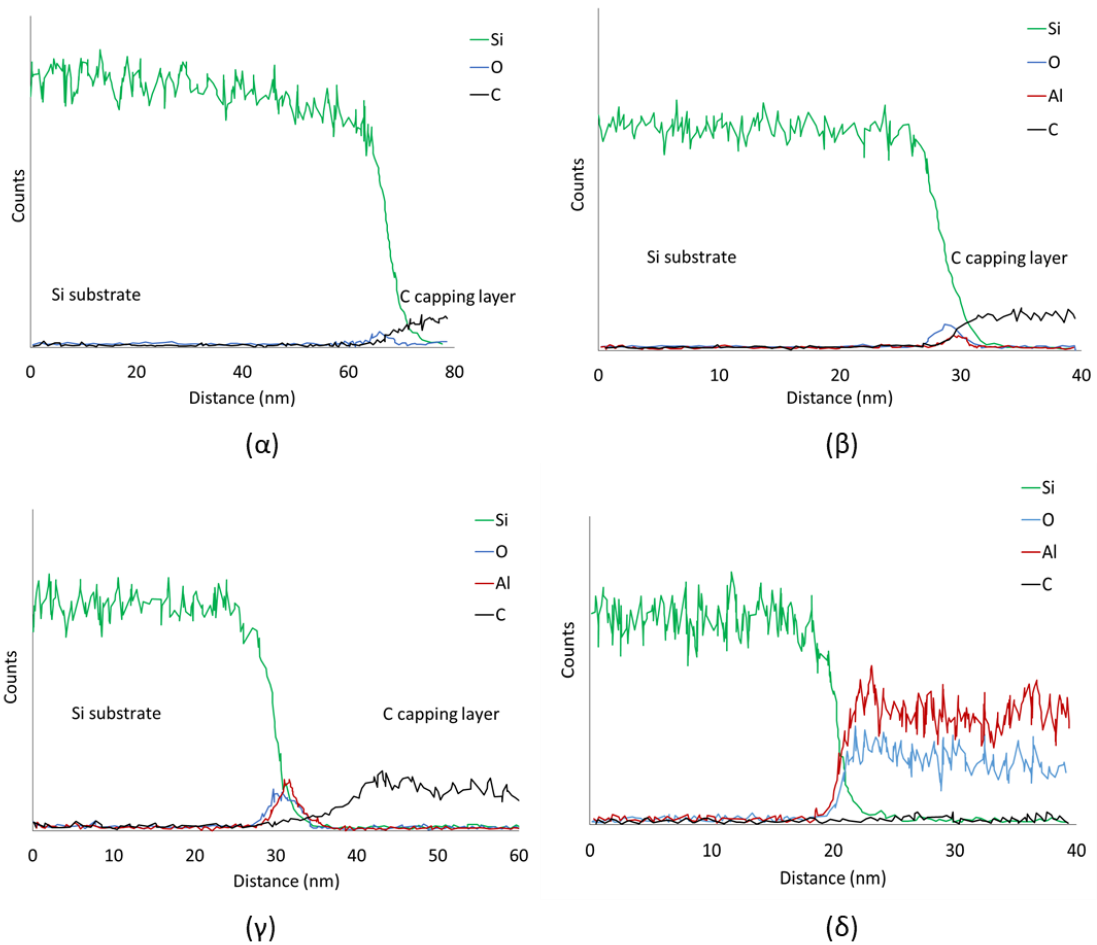 Si
O
C
Counts
Si substrate
C capping layer
0 20 40 60 80
Distance (nm)
(α)
Si
O
Al
C
Counts
Si substrate
C capping layer
0 10 20 30 40
Distance (nm)
(β)
Si
O
Al
C
Counts
Si substrate
C capping layer
0 10 20 30 40 50 60
Distance (nm)
(γ)
Si
O
Al
C
Counts
0 10 20 30 40
Distance (nm)
(δ)